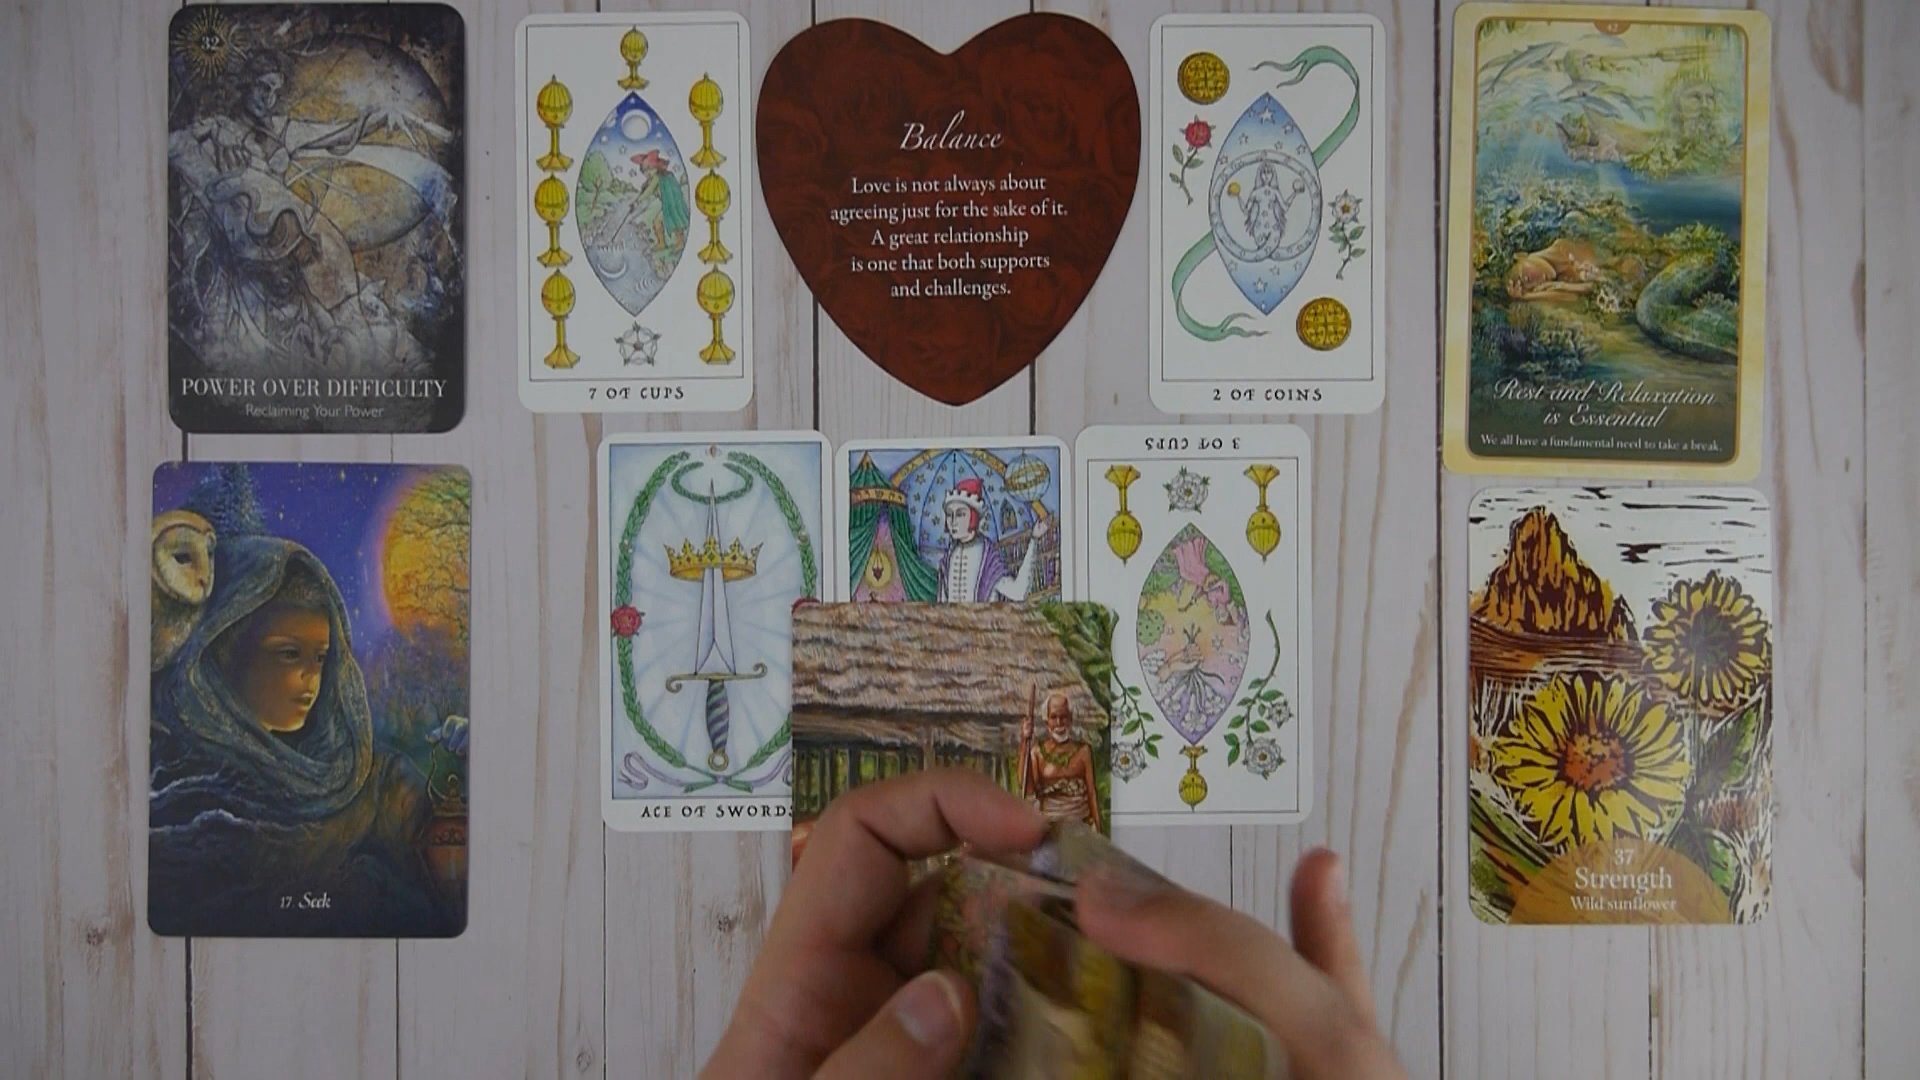 32
POWER OVER DIFFICULTY
Reclaiming Your Power
7 OF CUPS
Balance
Love is not always about
agreeing just for the sake of it.
A great relationship
is one that both supports
and challenges.
2 OF COINS
Rest and Relaxation
is Essential
We all have a fundamental need to take a break.
17. Seek
ACE OF SWORDS
3 OF CUPS
37
Strength
Wild sunflower